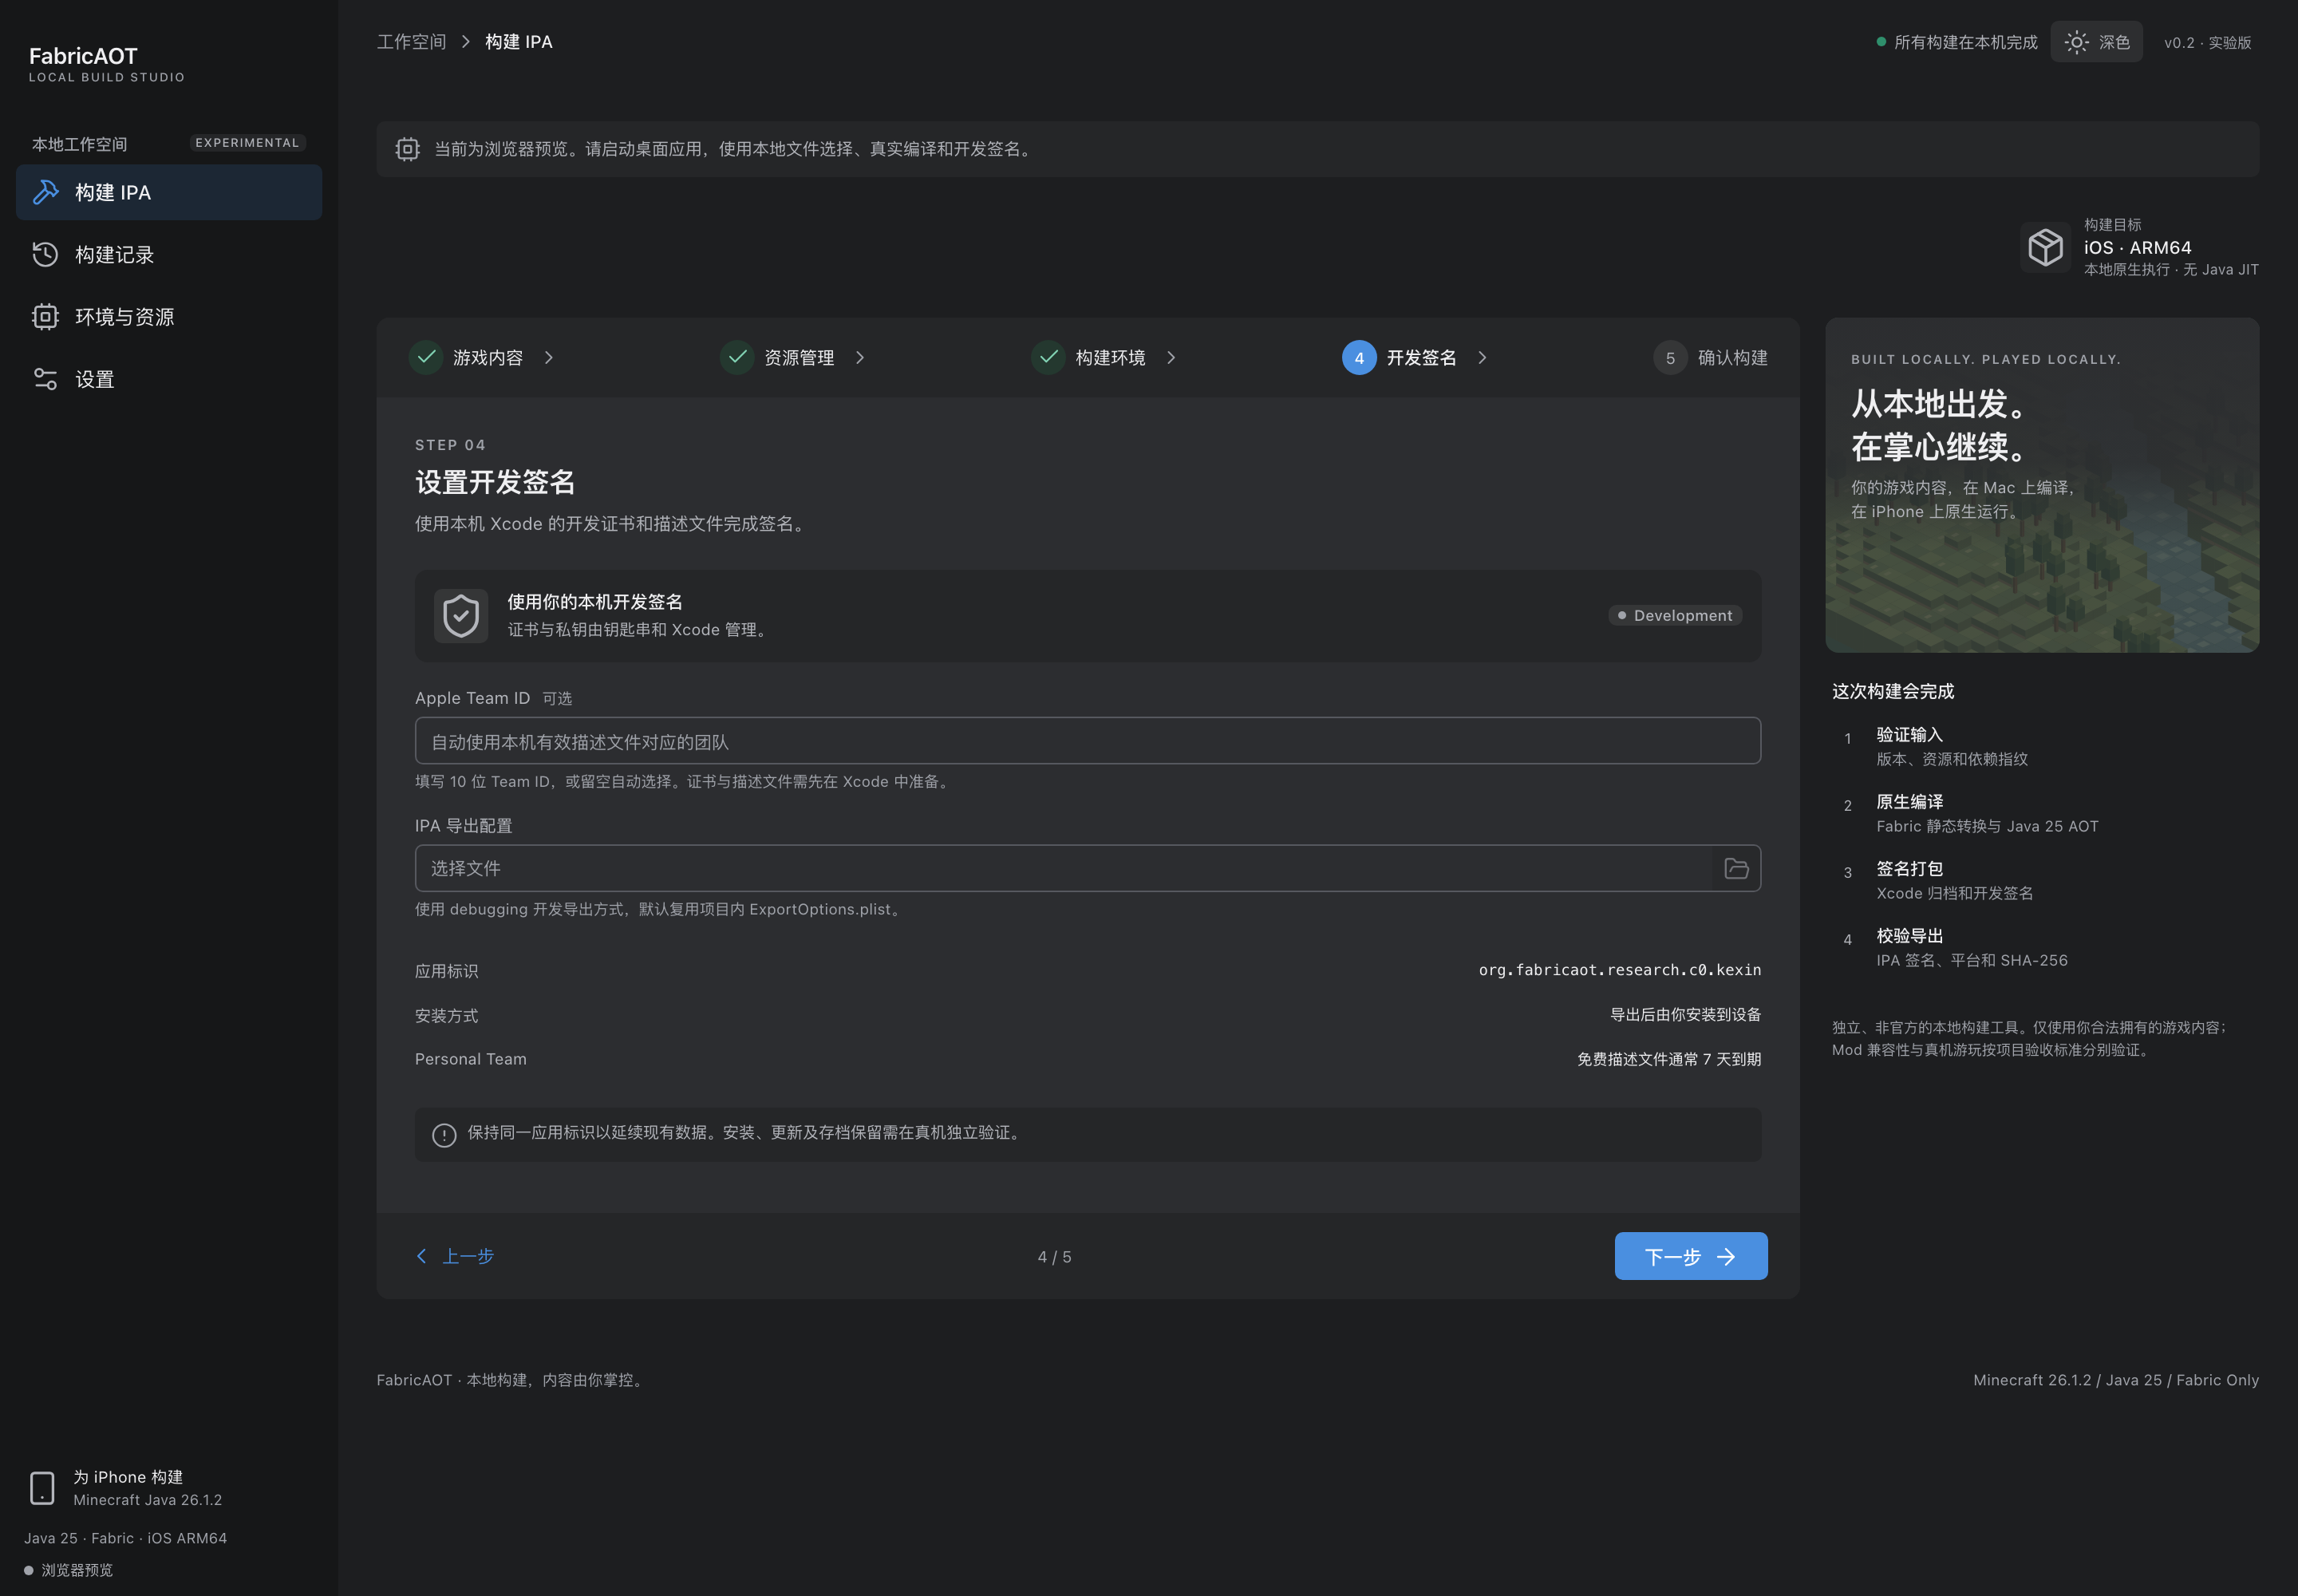 FabricAOT
LOCAL BUILD STUDIO
本地工作空间 EXPERIMENTAL
构建 IPA
构建记录
环境与资源
设置
为 iPhone 构建
Minecraft Java 26.1.2
Java 25 · Fabric · iOS ARM64
浏览器预览
工作空间 构建 IPA
所有构建在本机完成 深色 v0.2 · 实验版
当前为浏览器预览。请启动桌面应用，使用本地文件选择、真实编译和开发签名。
构建目标
iOS · ARM64
本地原生执行 · 无 Java JIT
游戏内容 资源管理 构建环境 4 开发签名 5 确认构建
STEP 04
设置开发签名
使用本机 Xcode 的开发证书和描述文件完成签名。
使用你的本机开发签名
证书与私钥由钥匙串和 Xcode 管理。
Development
Apple Team ID 可选
自动使用本机有效描述文件对应的团队
填写 10 位 Team ID，或留空自动选择。证书与描述文件需先在 Xcode 中准备。
IPA 导出配置
选择文件
使用 debugging 开发导出方式，默认复用项目内 ExportOptions.plist。
应用标识 org.fabricaot.research.c0.kexin
安装方式 导出后由你安装到设备
Personal Team 免费描述文件通常 7 天到期
保持同一应用标识以延续现有数据。安装、更新及存档保留需在真机独立验证。
上一步 4 / 5 下一步
BUILT LOCALLY. PLAYED LOCALLY.
从本地出发。
在掌心继续。
你的游戏内容，在 Mac 上编译，
在 iPhone 上原生运行。
这次构建会完成
1 验证输入
版本、资源和依赖指纹
2 原生编译
Fabric 静态转换与 Java 25 AOT
3 签名打包
Xcode 归档和开发签名
4 校验导出
IPA 签名、平台和 SHA-256
独立、非官方的本地构建工具。仅使用你合法拥有的游戏内容；
Mod 兼容性与真机游玩按项目验收标准分别验证。
FabricAOT · 本地构建，内容由你掌控。
Minecraft 26.1.2 / Java 25 / Fabric Only